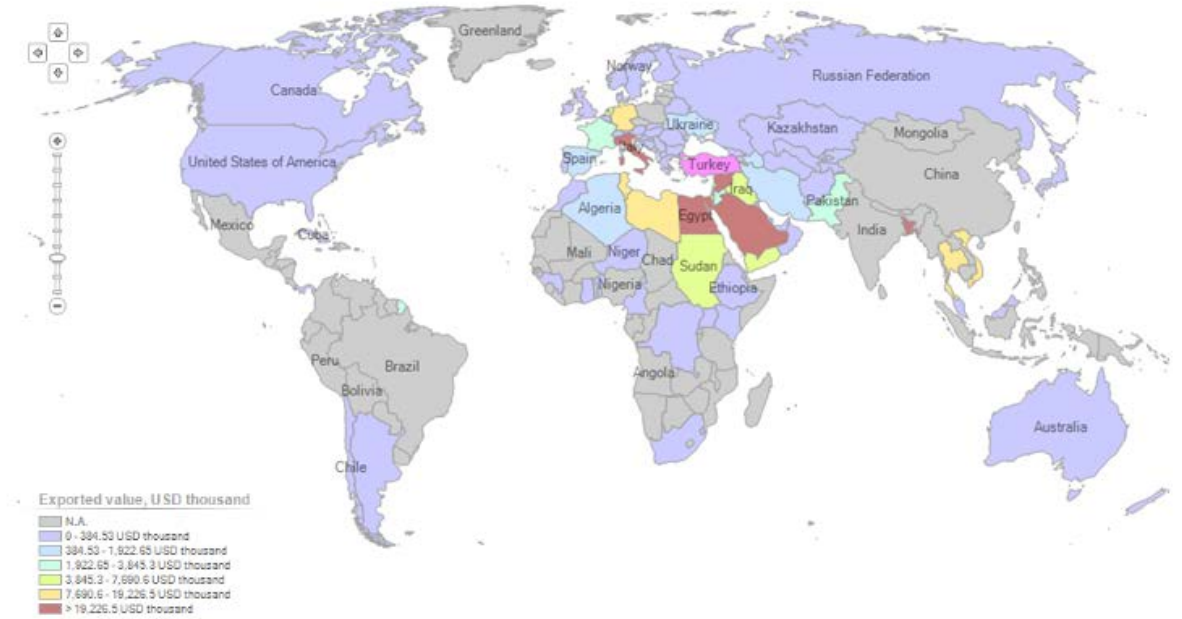 Greenland
Norway
Russian Federation
Canada
Ukraine
Kazakhstan
Mongolia
United States of America
Italy
Spain
Turkey
China
Iraq
Pakistan
Algeria
Egypt
Mexico
Cuba
India
Mali
Niger
Chad
Sudan
Nigeria
Ethiopia
Peru
Brazil
Angola
Bolivia
Australia
Chile
Exported value, USD thousand
N.A.
0 - 384.53 USD thousand
384.53 - 1,922.65 USD thousand
1,922.65 - 3,845.3 USD thousand
3,845.3 - 7,690.6 USD thousand
7,690.6 - 19,226.5 USD thousand
> 19,226.5 USD thousand